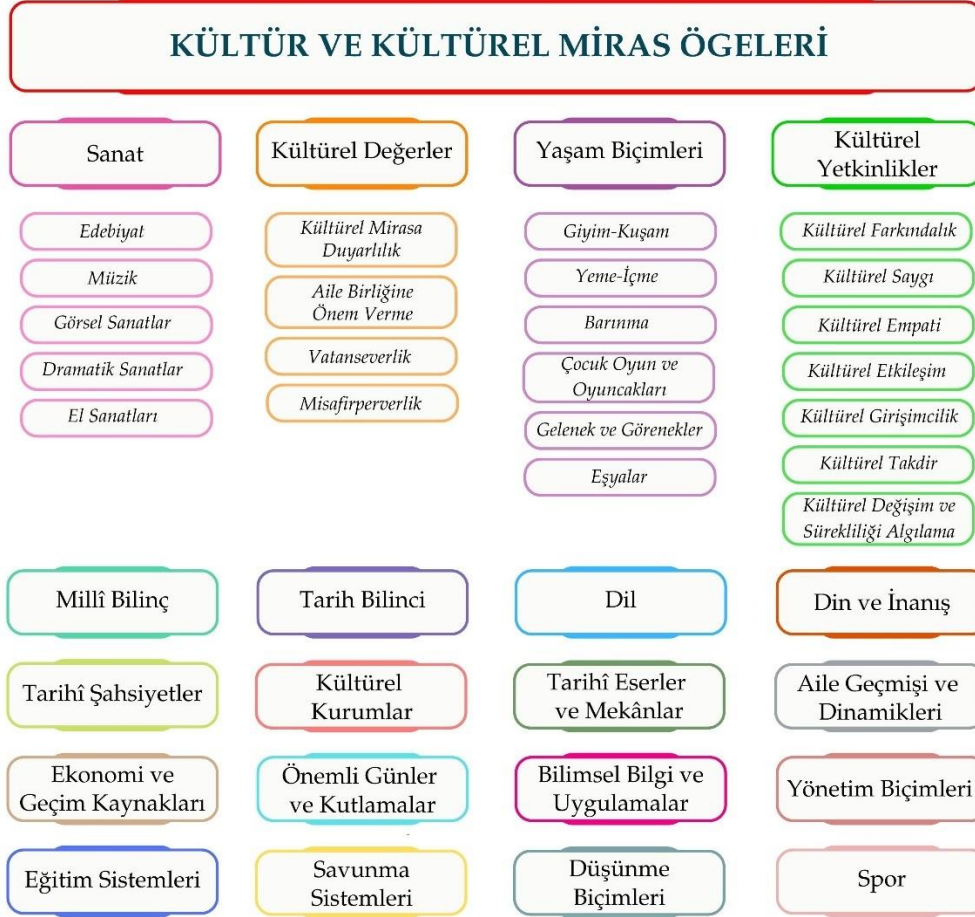 KÜLTÜR VE KÜLTÜREL MİRAS ÖGELERİ
Sanat
Edebiyat
Müzik
Görsel Sanatlar
Dramatik Sanatlar
El Sanatları
Kültürel Değerler
Kültürel Mirasa
Duyarlılık
Aile Birliğine
Önem Verme
Vatanseverlik
Misafirperverlik
Yaşam Biçimleri
Giyim-Kuşam
Yeme-İçme
Barınma
Çocuk Oyun ve
Oyuncakları
Gelenek ve Görenekler
Eşyalar
Kültürel
Yetkinlikler
Kültürel Farkındalık
Kültürel Saygı
Kültürel Empati
Kültürel Etkileşim
Kültürel Girişimcilik
Kültürel Takdir
Kültürel Değişim ve
Sürekliliği Algılama
Millî Bilinç
Tarih Bilinci
Dil
Din ve İnanış
Tarihî Şahsiyetler
Kültürel
Kurumlar
Tarihî Eserler
ve Mekânlar
Aile Geçmişi ve
Dinamikleri
Ekonomi ve
Geçim Kaynakları
Önemli Günler
ve Kutlamalar
Bilimsel Bilgi ve
Uygulamalar
Yönetim Biçimleri
Eğitim Sistemleri
Savunma
Sistemleri
Düşünme
Biçimleri
Spor